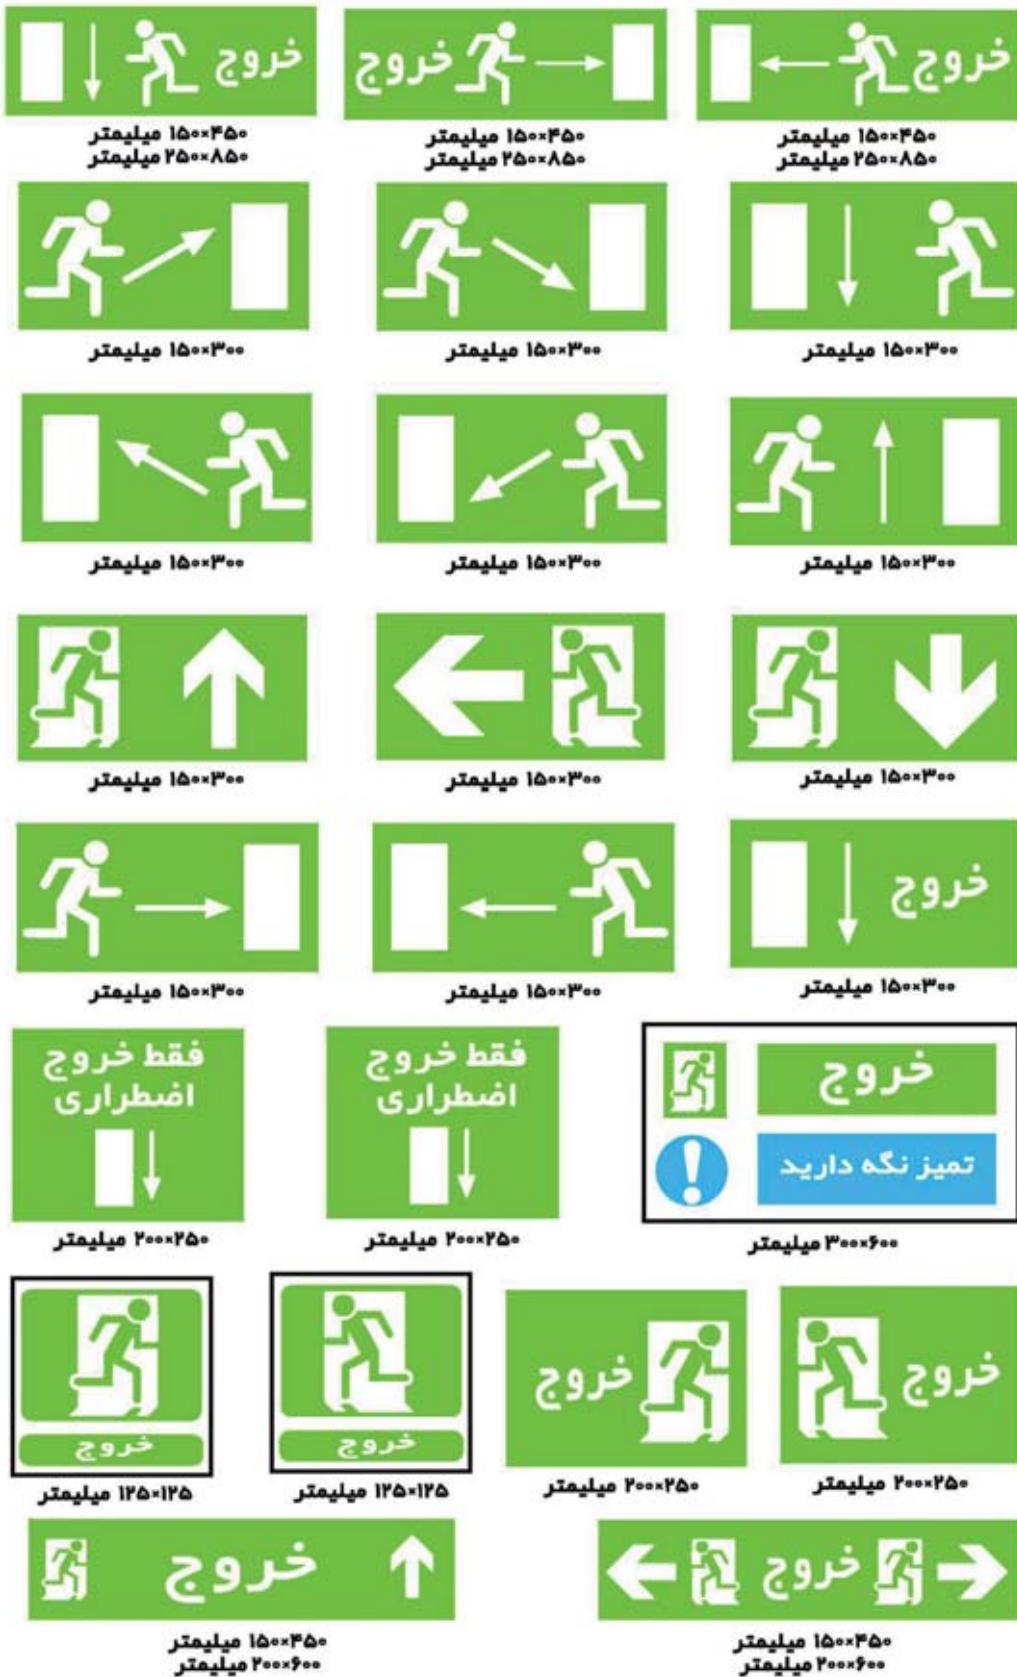 خروج
۱۵۰×۴۵۰ میلیمتر
۲۵۰×۸۵۰ میلیمتر
خروج
۱۵۰×۴۵۰ میلیمتر
۲۵۰×۸۵۰ میلیمتر
خروج
۱۵۰×۴۵۰ میلیمتر
۲۵۰×۸۵۰ میلیمتر
۱۵۰×۳۰۰ میلیمتر
۱۵۰×۳۰۰ میلیمتر
۱۵۰×۳۰۰ میلیمتر
۱۵۰×۳۰۰ میلیمتر
۱۵۰×۳۰۰ میلیمتر
۱۵۰×۳۰۰ میلیمتر
۱۵۰×۳۰۰ میلیمتر
۱۵۰×۳۰۰ میلیمتر
۱۵۰×۳۰۰ میلیمتر
خروج
۱۵۰×۳۰۰ میلیمتر
۱۵۰×۳۰۰ میلیمتر
۱۵۰×۳۰۰ میلیمتر
خروج
تمیز نگه دارید
۳۰۰×۶۰۰ میلیمتر
فقط خروج
اضطراری
۲۰۰×۲۵۰ میلیمتر
فقط خروج
اضطراری
۲۰۰×۲۵۰ میلیمتر
خروج
۲۰۰×۲۵۰ میلیمتر
خروج
۲۰۰×۲۵۰ میلیمتر
خروج
۱۲۵×۱۲۵ میلیمتر
خروج
۱۲۵×۱۲۵ میلیمتر
خروج
۱۵۰×۴۵۰ میلیمتر
۲۰۰×۶۰۰ میلیمتر
خروج
۱۵۰×۴۵۰ میلیمتر
۲۰۰×۶۰۰ میلیمتر